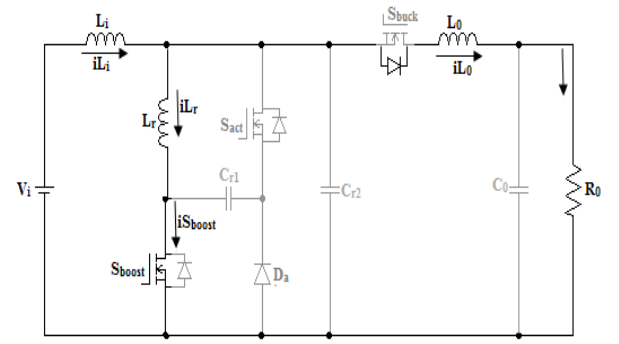 Li
Sbuck
L0
iLi
iL0
Lr
iLr
Sact
Cr1
Vi
Cr2
C0
R0
iSboost
Sboost
Da